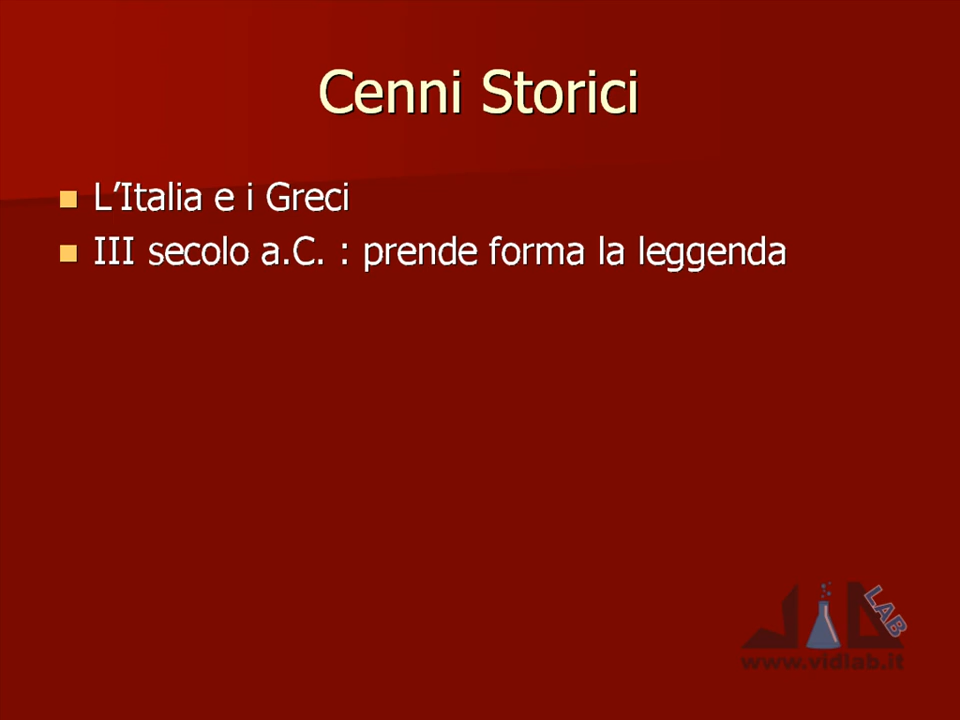 Cenni Storici
L'Italia e i Greci
III secolo a.C. : prende forma la leggenda
LAB
www.vidlab.it